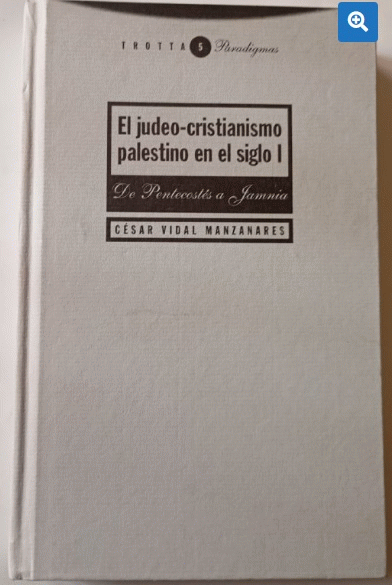 TROTTA 5 Paradigmas
El judeo-cristianismo
palestino en el siglo I
De Pentecostés a Jamnia
CÉSAR VIDAL MANZANARES